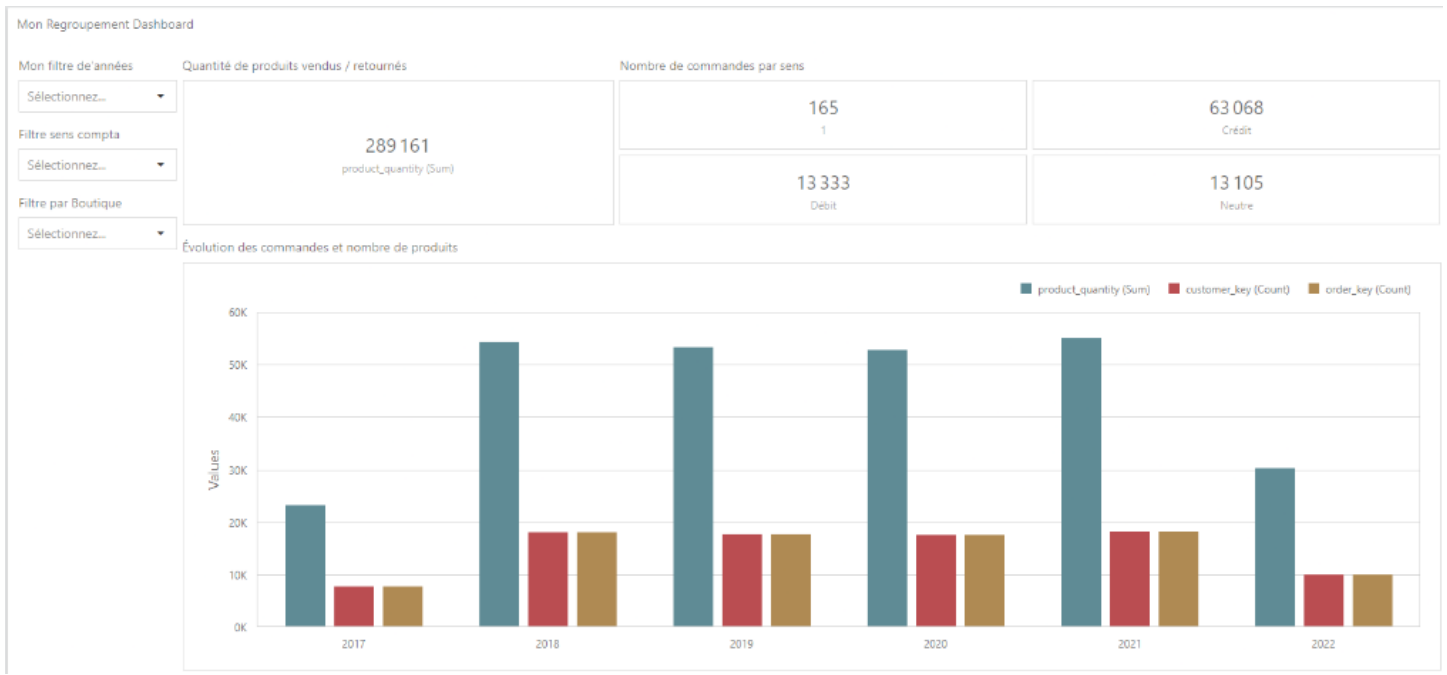 Mon Regroupement Dashboard
Mon filtre de'années
Sélectionnez...
Filtre sens compta
Sélectionnez...
Filtre par Boutique
Sélectionnez...
Quantité de produits vendus / retournés
289 161
product_quantity (Sum)
Nombre de commandes par sens
165
1
63 068
Crédit
13 333
Débit
13 105
Neutre
Évolution des commandes et nombre de produits
product_quantity (Sum) customer_key (Count) order_key (Count)
Values
60K
50K
40K
30K
20K
10K
0K
2017 2018 2019 2020 2021 2022